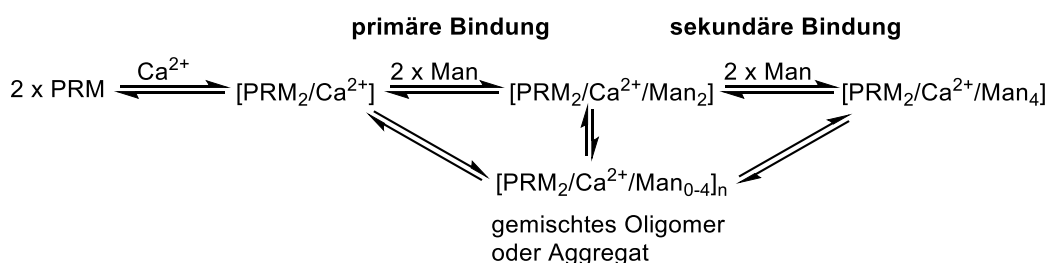 primäre Bindung sekundäre Bindung
2 x PRM Ca²⁺ [PRM₂/Ca²⁺] 2 x Man [PRM₂/Ca²⁺/Man₂] 2 x Man [PRM₂/Ca²⁺/Man₄]
[PRM₂/Ca²⁺/Man₀₋₄]ₙ
gemischtes Oligomer
oder Aggregat